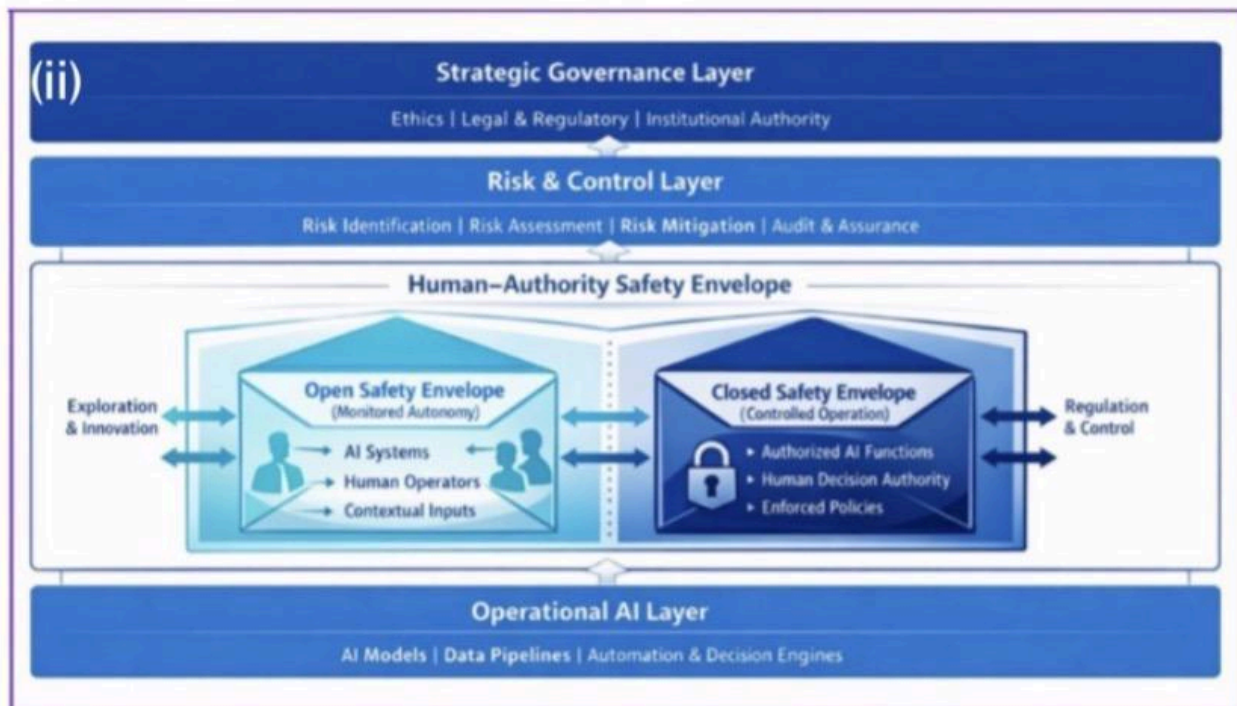 (ii)
Strategic Governance Layer
Ethics | Legal & Regulatory | Institutional Authority
Risk & Control Layer
Risk Identification | Risk Assessment | Risk Mitigation | Audit & Assurance
Human–Authority Safety Envelope
Exploration
& Innovation
Open Safety Envelope
(Monitored Autonomy)
AI Systems
Human Operators
Contextual Inputs
Closed Safety Envelope
(Controlled Operation)
Authorized AI Functions
Human Decision Authority
Enforced Policies
Regulation
& Control
Operational AI Layer
AI Models | Data Pipelines | Automation & Decision Engines